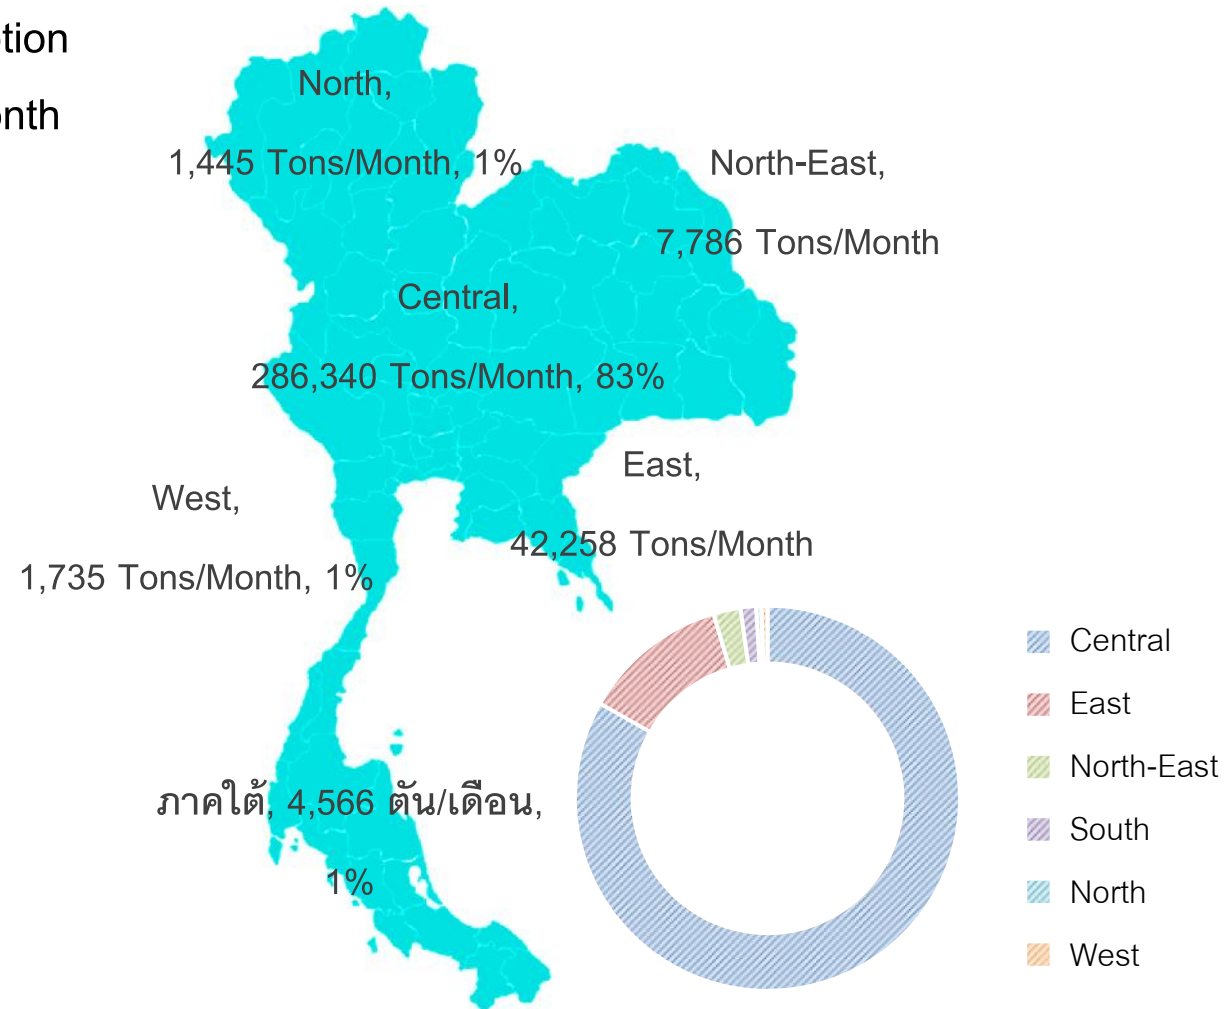 tion
onth
North,
1,445 Tons/Month, 1%
North-East,
7,786 Tons/Month
Central,
286,340 Tons/Month, 83%
East,
42,258 Tons/Month
West,
1,735 Tons/Month, 1%
ภาคใต้, 4,566 ตัน/เดือน,
1%
Central
East
North-East
South
North
West